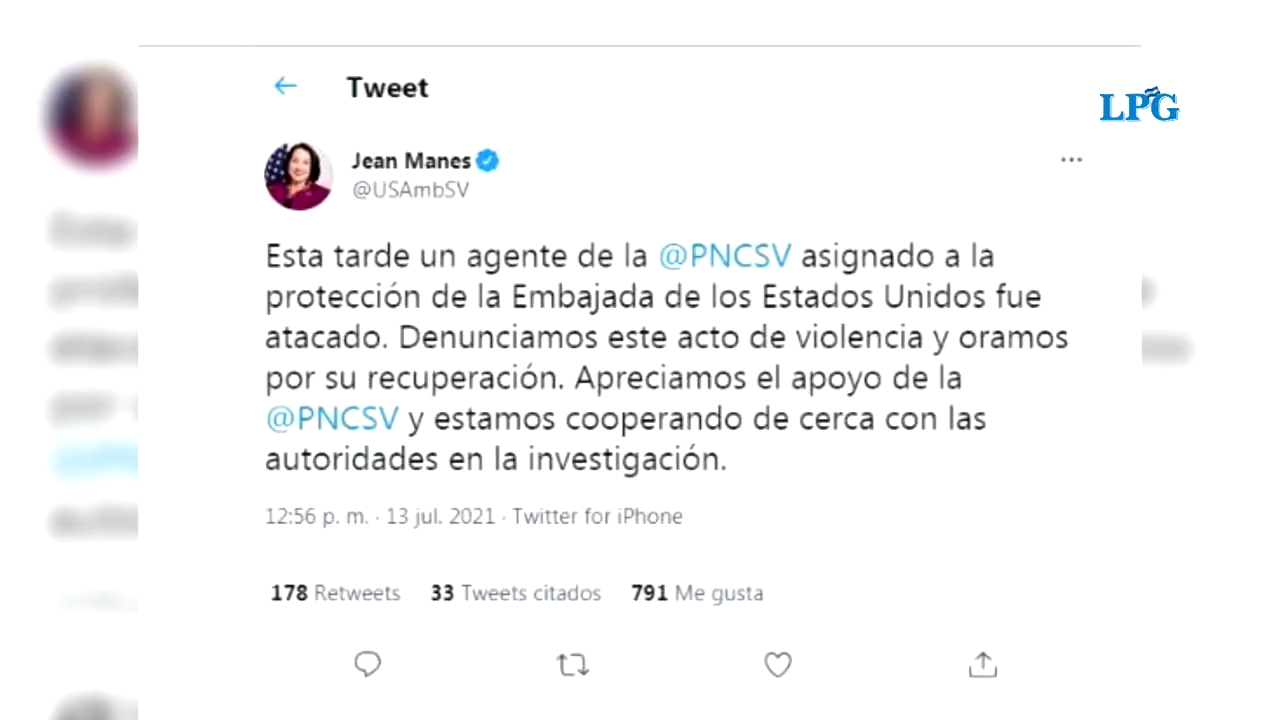 Tweet
LPG
Jean Manes
@USAmbSV
Esta tarde un agente de la @PNCSV asignado a la
protección de la Embajada de los Estados Unidos fue
atacado. Denunciamos este acto de violencia y oramos
por su recuperación. Apreciamos el apoyo de la
@PNCSV y estamos cooperando de cerca con las
autoridades en la investigación.
12:56 p. m. · 13 jul. 2021 · Twitter for iPhone
178 Retweets 33 Tweets citados 791 Me gusta